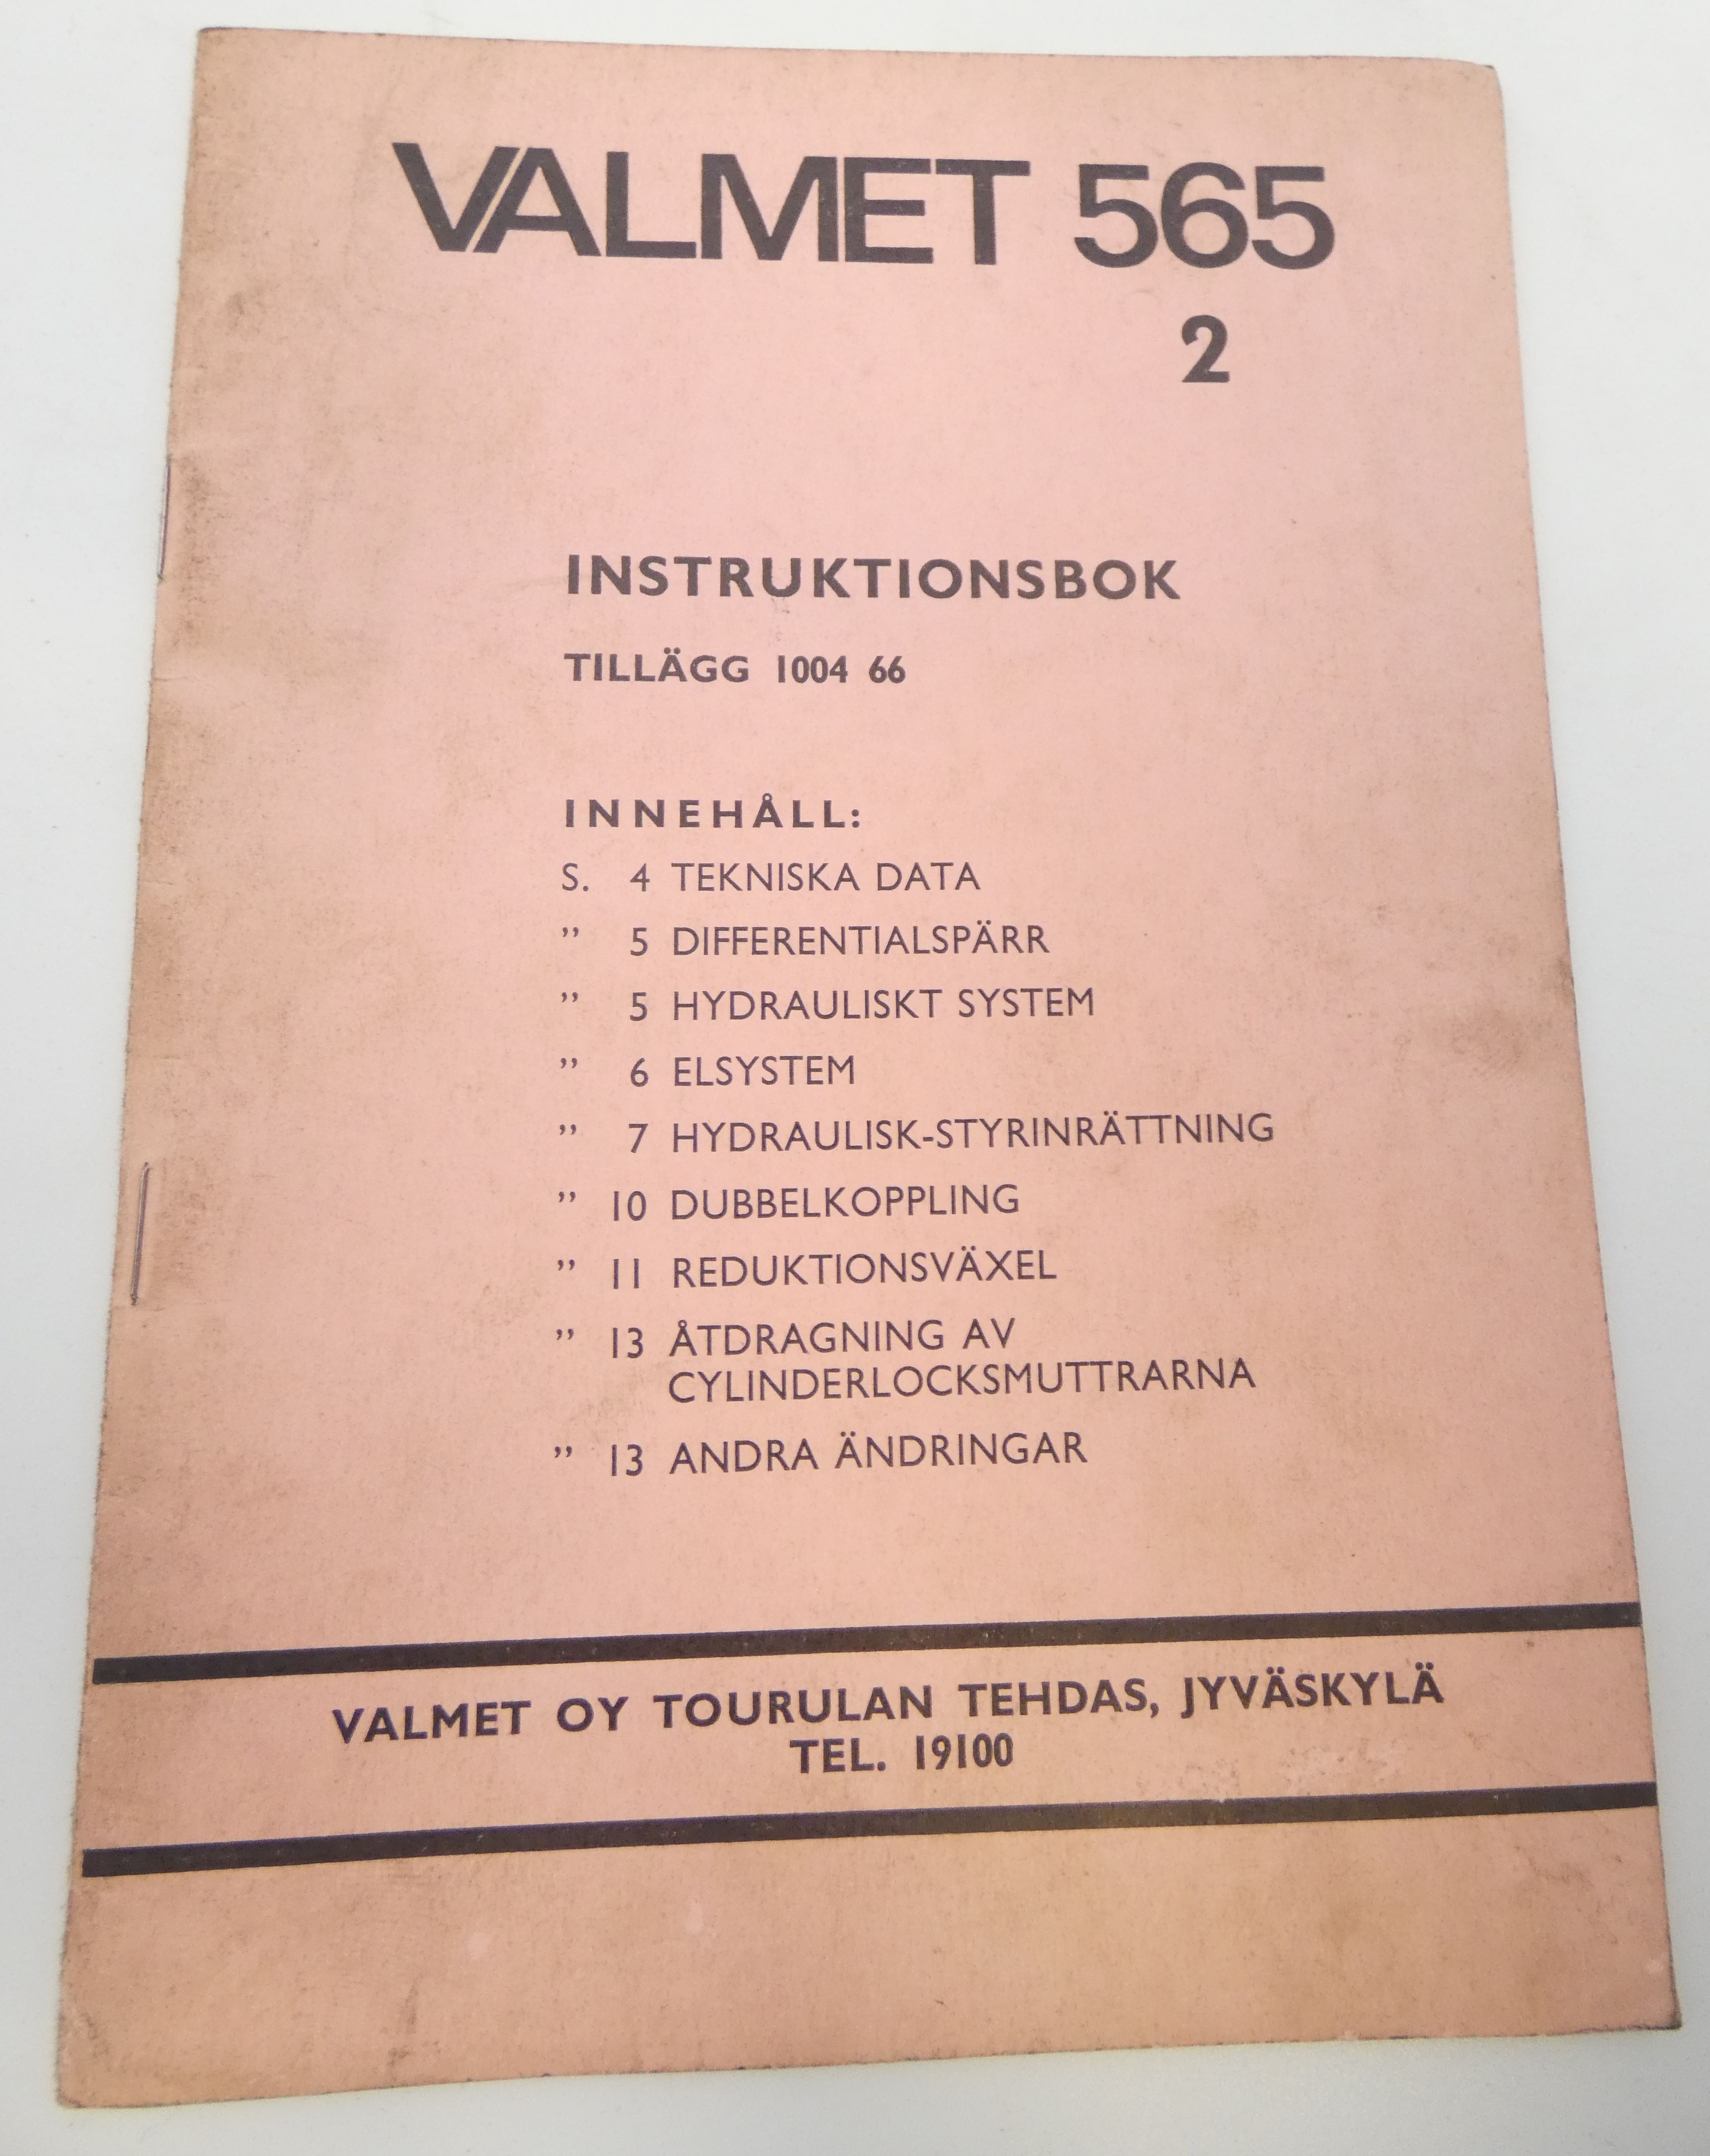 VALMET 565
2
INSTRUKTIONSBOK
TILLÄGG 1004 66
INNEHÅLL:
S. 4 TEKNISKA DATA
” 5 DIFFERENTIALSPÄRR
” 5 HYDRAULISKT SYSTEM
” 6 ELSYSTEM
” 7 HYDRAULISK-STYRINRÄTTNING
” 10 DUBBELKOPPLING
” 11 REDUKTIONSVÄXEL
” 13 ÅTDRAGNING AV
CYLINDERLOCKSMUTTRARNA
” 13 ANDRA ÄNDRINGAR
VALMET OY TOURULAN TEHDAS, JYVÄSKYLÄ
TEL. 19100